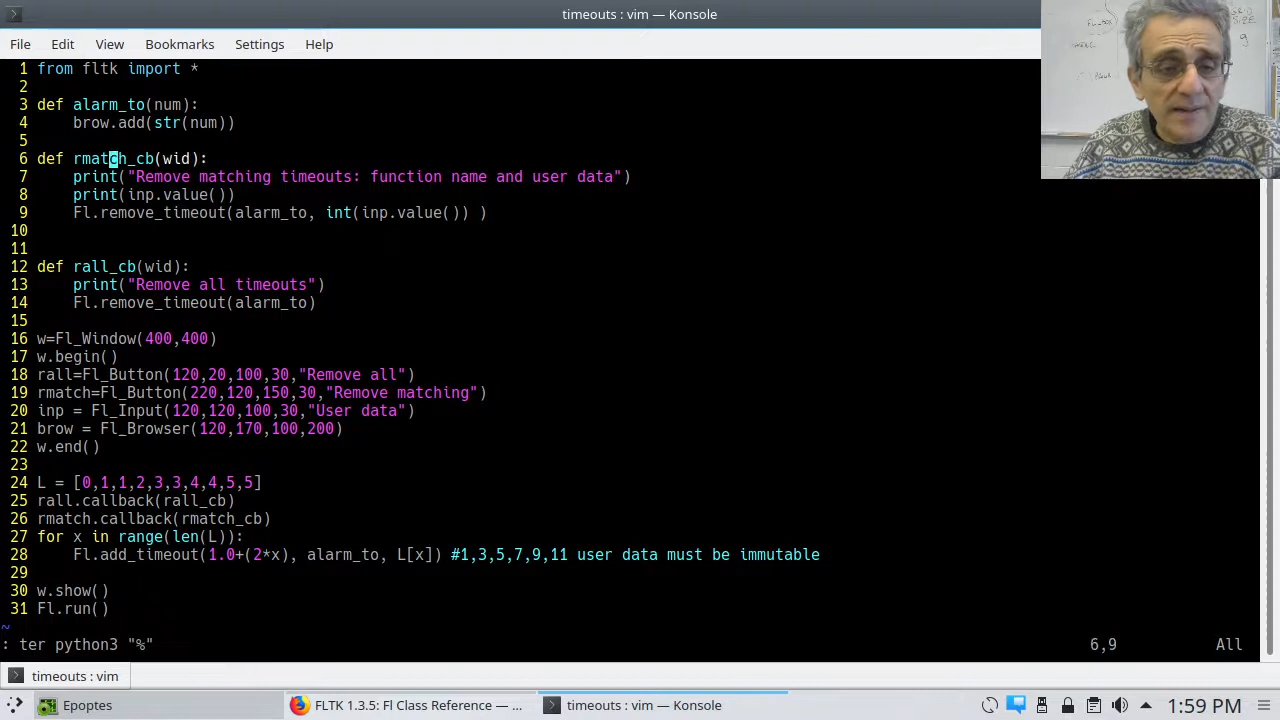 timeouts : vim — Konsole
File Edit View Bookmarks Settings Help
1 from fltk import *
2
3 def alarm_to(num):
4     brow.add(str(num))
5
6 def rmatch_cb(wid):
7     print("Remove matching timeouts: function name and user data")
8     print(inp.value())
9     Fl.remove_timeout(alarm_to, int(inp.value()) )
10
11
12 def rall_cb(wid):
13     print("Remove all timeouts")
14     Fl.remove_timeout(alarm_to)
15
16 w=Fl_Window(400,400)
17 w.begin()
18 rall=Fl_Button(120,20,100,30,"Remove all")
19 rmatch=Fl_Button(220,120,150,30,"Remove matching")
20 inp = Fl_Input(120,120,100,30,"User data")
21 brow = Fl_Browser(120,170,100,200)
22 w.end()
23
24 L = [0,1,1,2,3,3,4,4,5,5]
25 rall.callback(rall_cb)
26 rmatch.callback(rmatch_cb)
27 for x in range(len(L)):
28     Fl.add_timeout(1.0+(2*x), alarm_to, L[x]) #1,3,5,7,9,11 user data must be immutable
29
30 w.show()
31 Fl.run()
~
: ter python3 "%" 6,9 All
timeouts : vim
Epoptes FLTK 1.3.5: Fl Class Reference — ... timeouts : vim — Konsole 1:59 PM